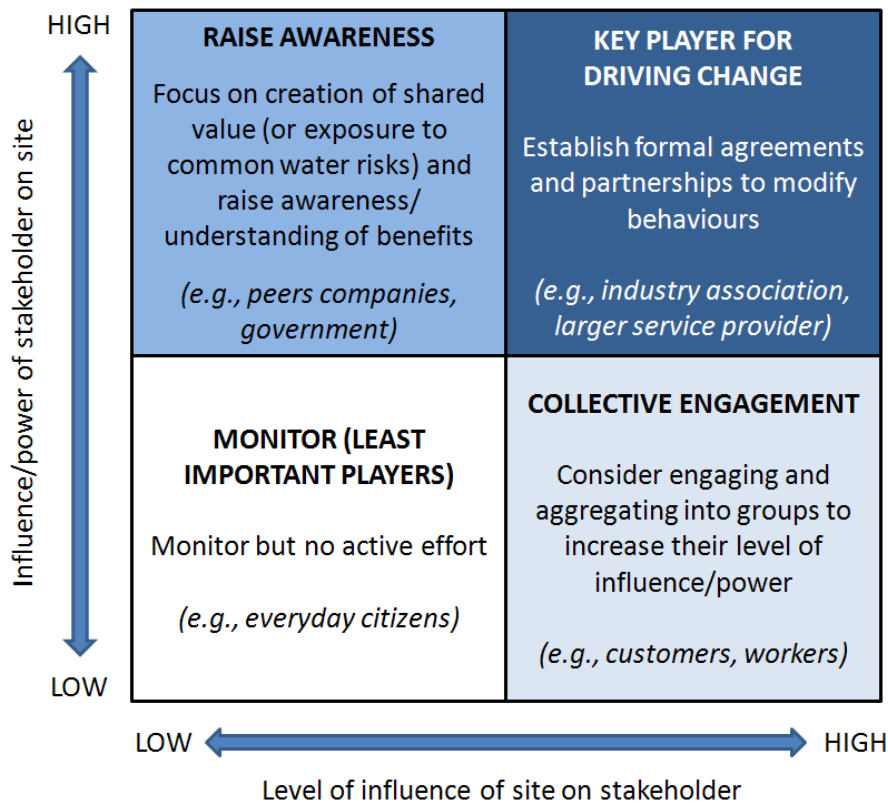 HIGH
Influence/power of stakeholder on site
LOW
RAISE AWARENESS
Focus on creation of shared
value (or exposure to
common water risks) and
raise awareness/
understanding of benefits
(e.g., peers companies,
government)
KEY PLAYER FOR
DRIVING CHANGE
Establish formal agreements
and partnerships to modify
behaviours
(e.g., industry association,
larger service provider)
MONITOR (LEAST
IMPORTANT PLAYERS)
Monitor but no active effort
(e.g., everyday citizens)
COLLECTIVE ENGAGEMENT
Consider engaging and
aggregating into groups to
increase their level of
influence/power
(e.g., customers, workers)
LOW
HIGH
Level of influence of site on stakeholder